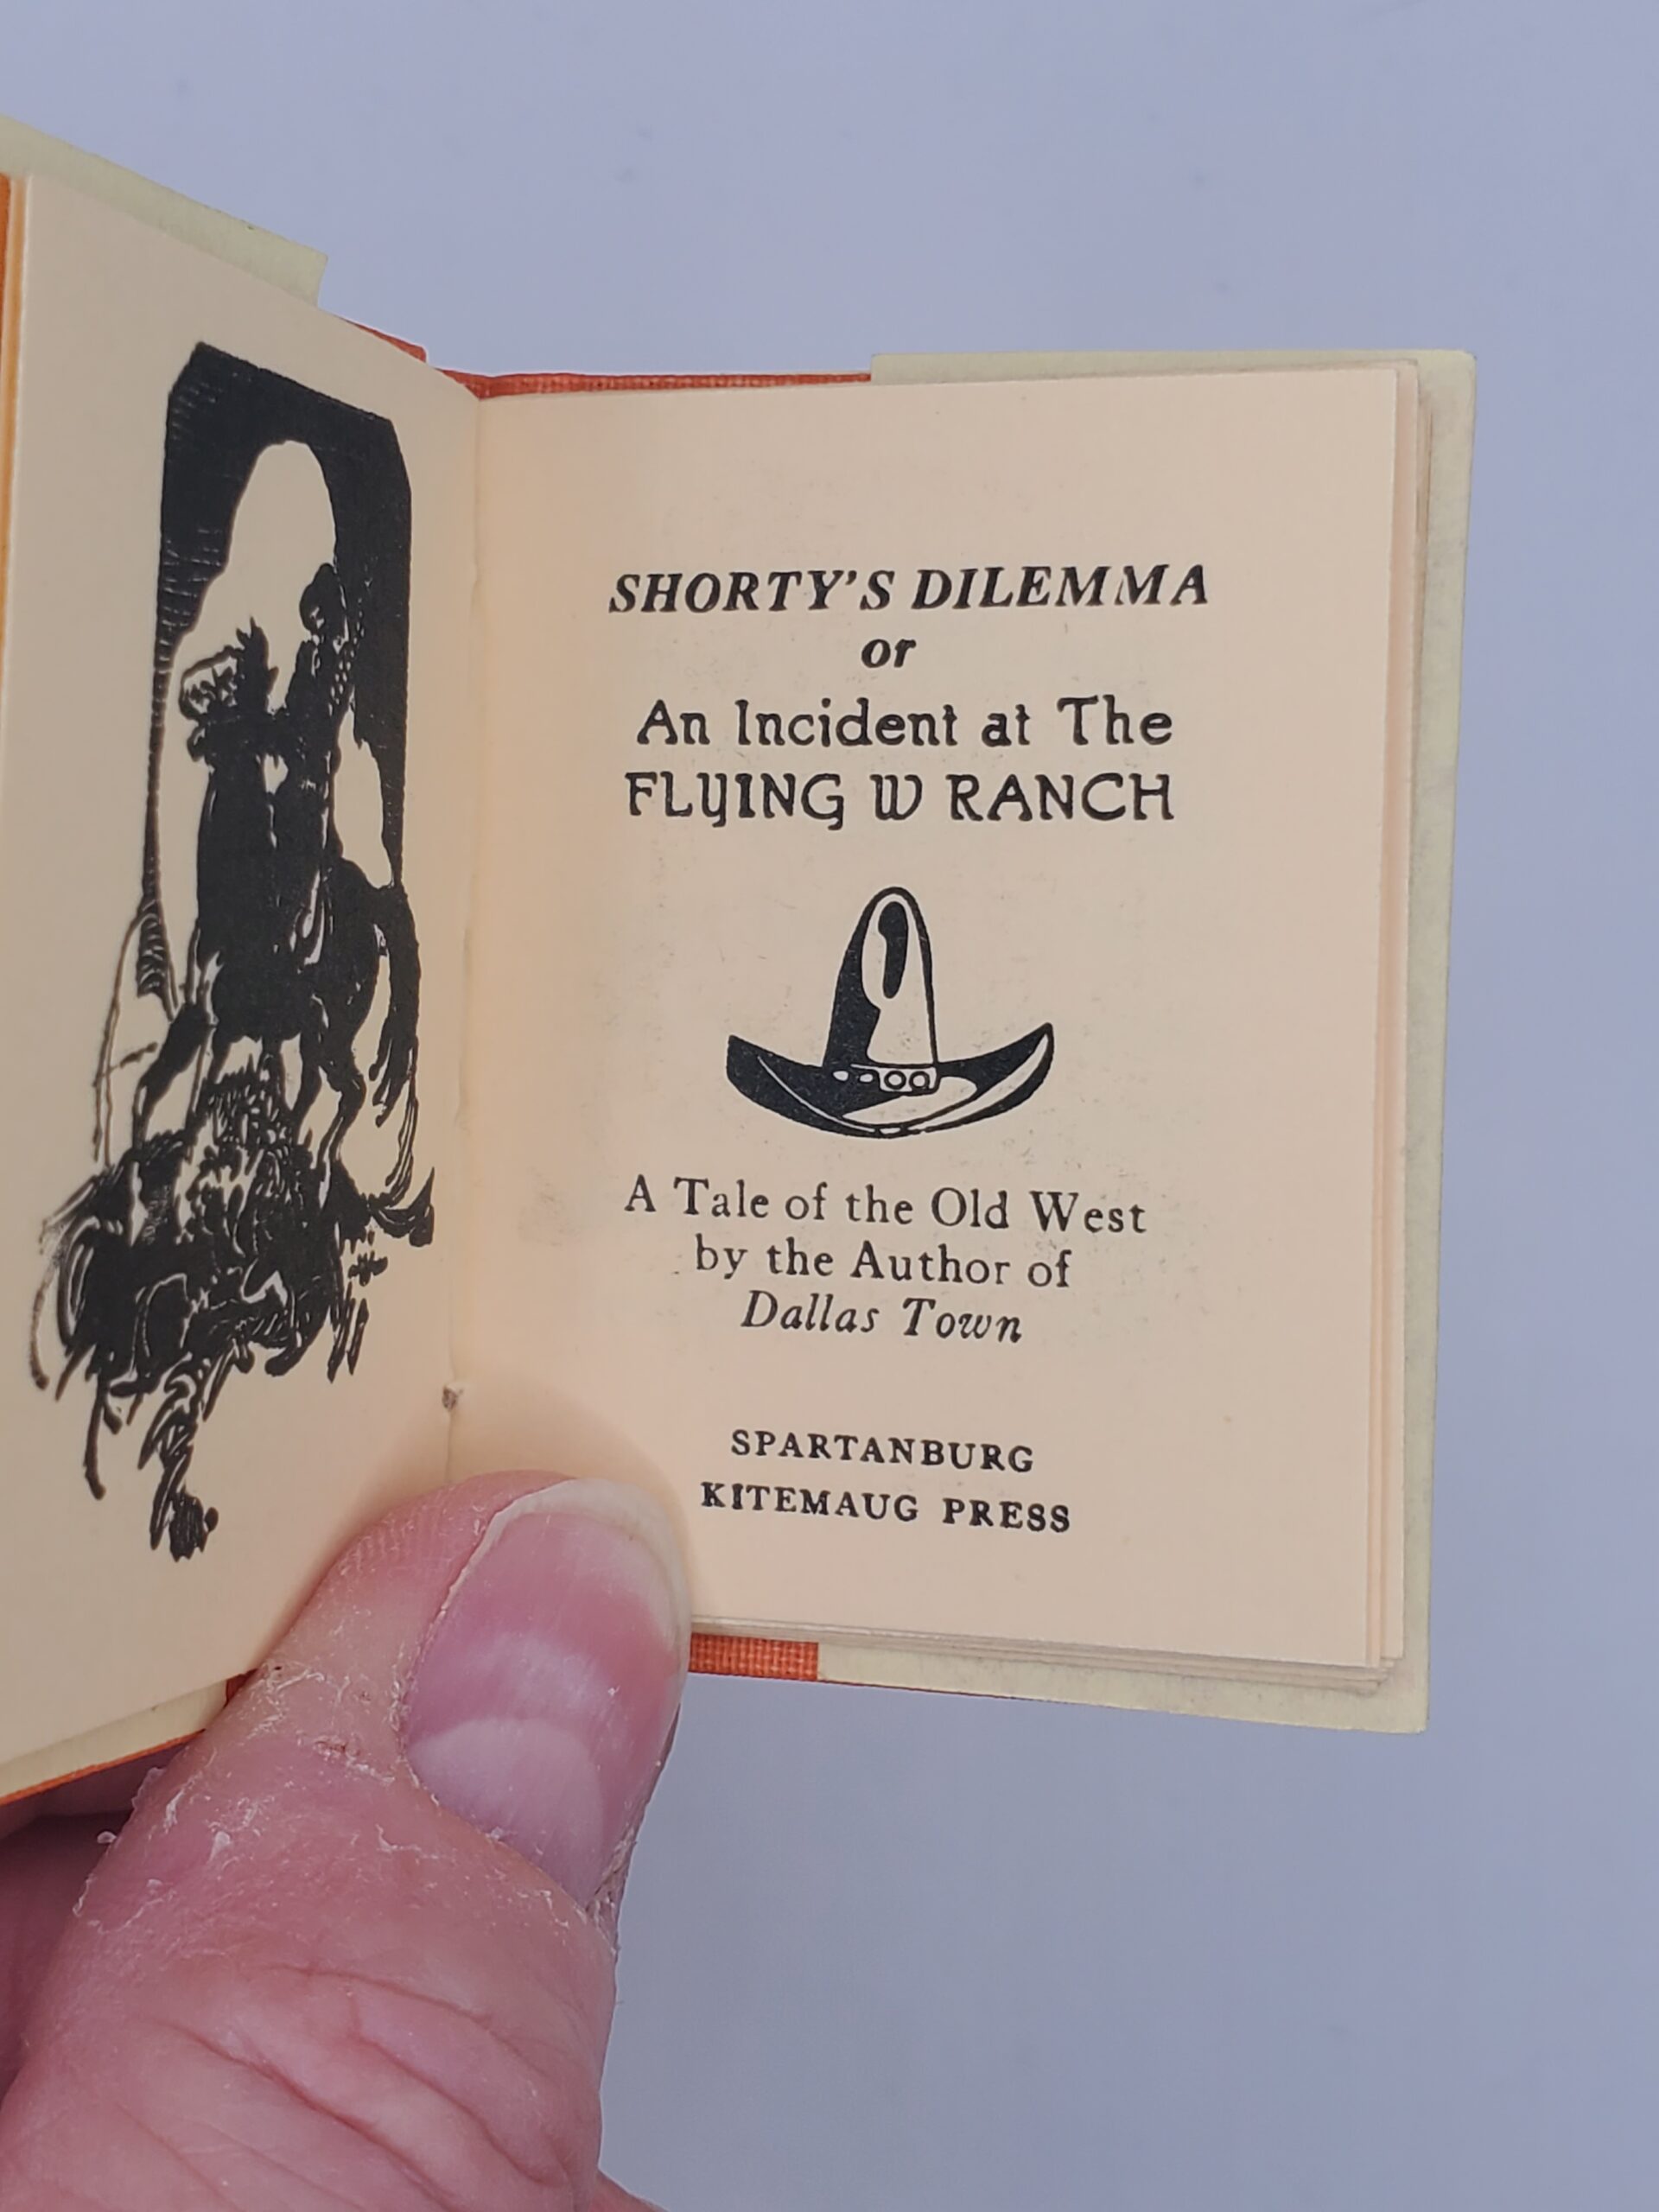 SHORTY'S DILEMMA
or
An Incident at The
FLYING W RANCH
A Tale of the Old West
by the Author of
Dallas Town
SPARTANBURG
KITEMAUG PRESS